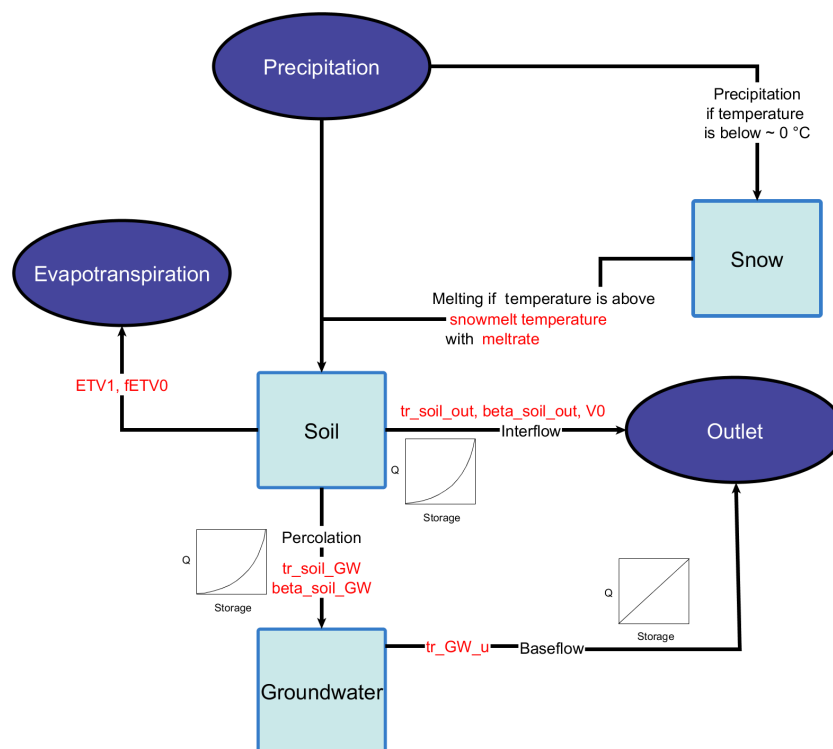 Precipitation
Precipitation
if temperature
is below ~ 0 °C
Snow
Evapotranspiration
Melting if  temperature is above
snowmelt temperature
with meltrate
ETV1, fETV0
Soil
tr_soil_out, beta_soil_out, V0
Interflow
Outlet
Q
Storage
Percolation
Q
tr_soil_GW
beta_soil_GW
Storage
Q
Storage
tr_GW_u
Baseflow
Groundwater